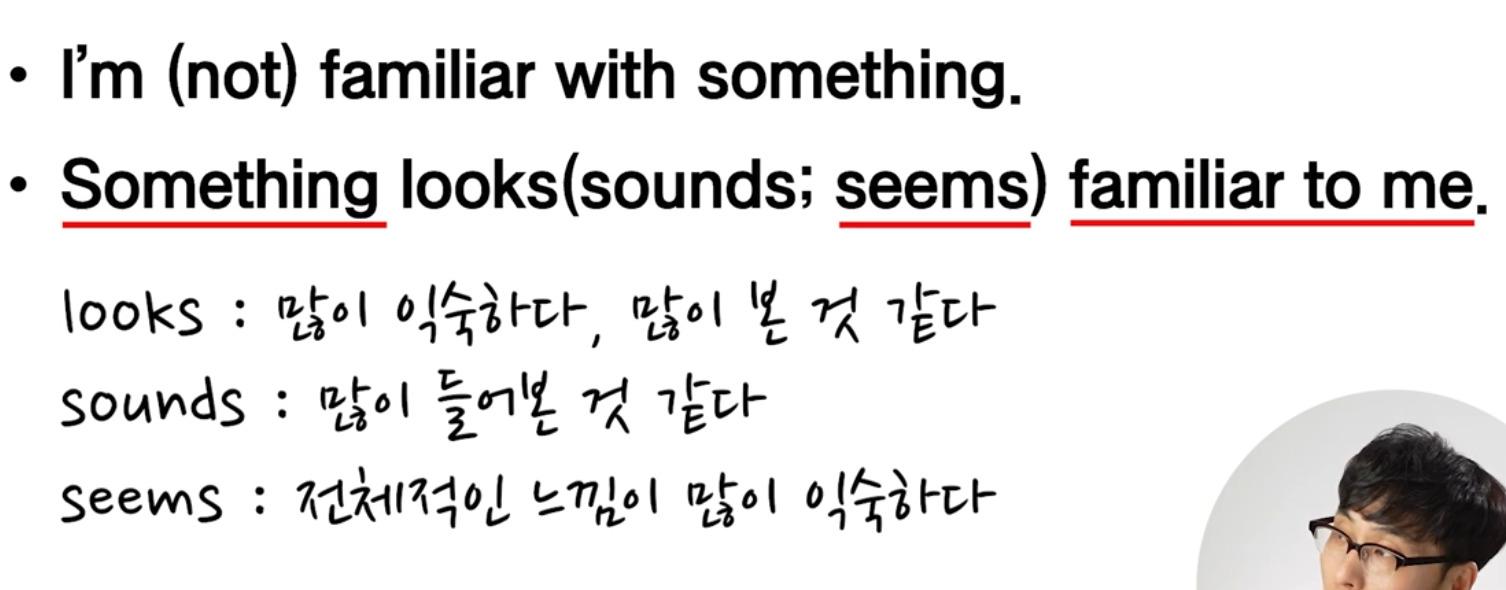 • I'm (not) familiar with something.
• Something looks(sounds; seems) familiar to me.
looks : 많이 익숙하다, 많이 본 것 같다
sounds : 많이 들어본 것 같다
seems : 전체적인 느낌이 많이 익숙하다